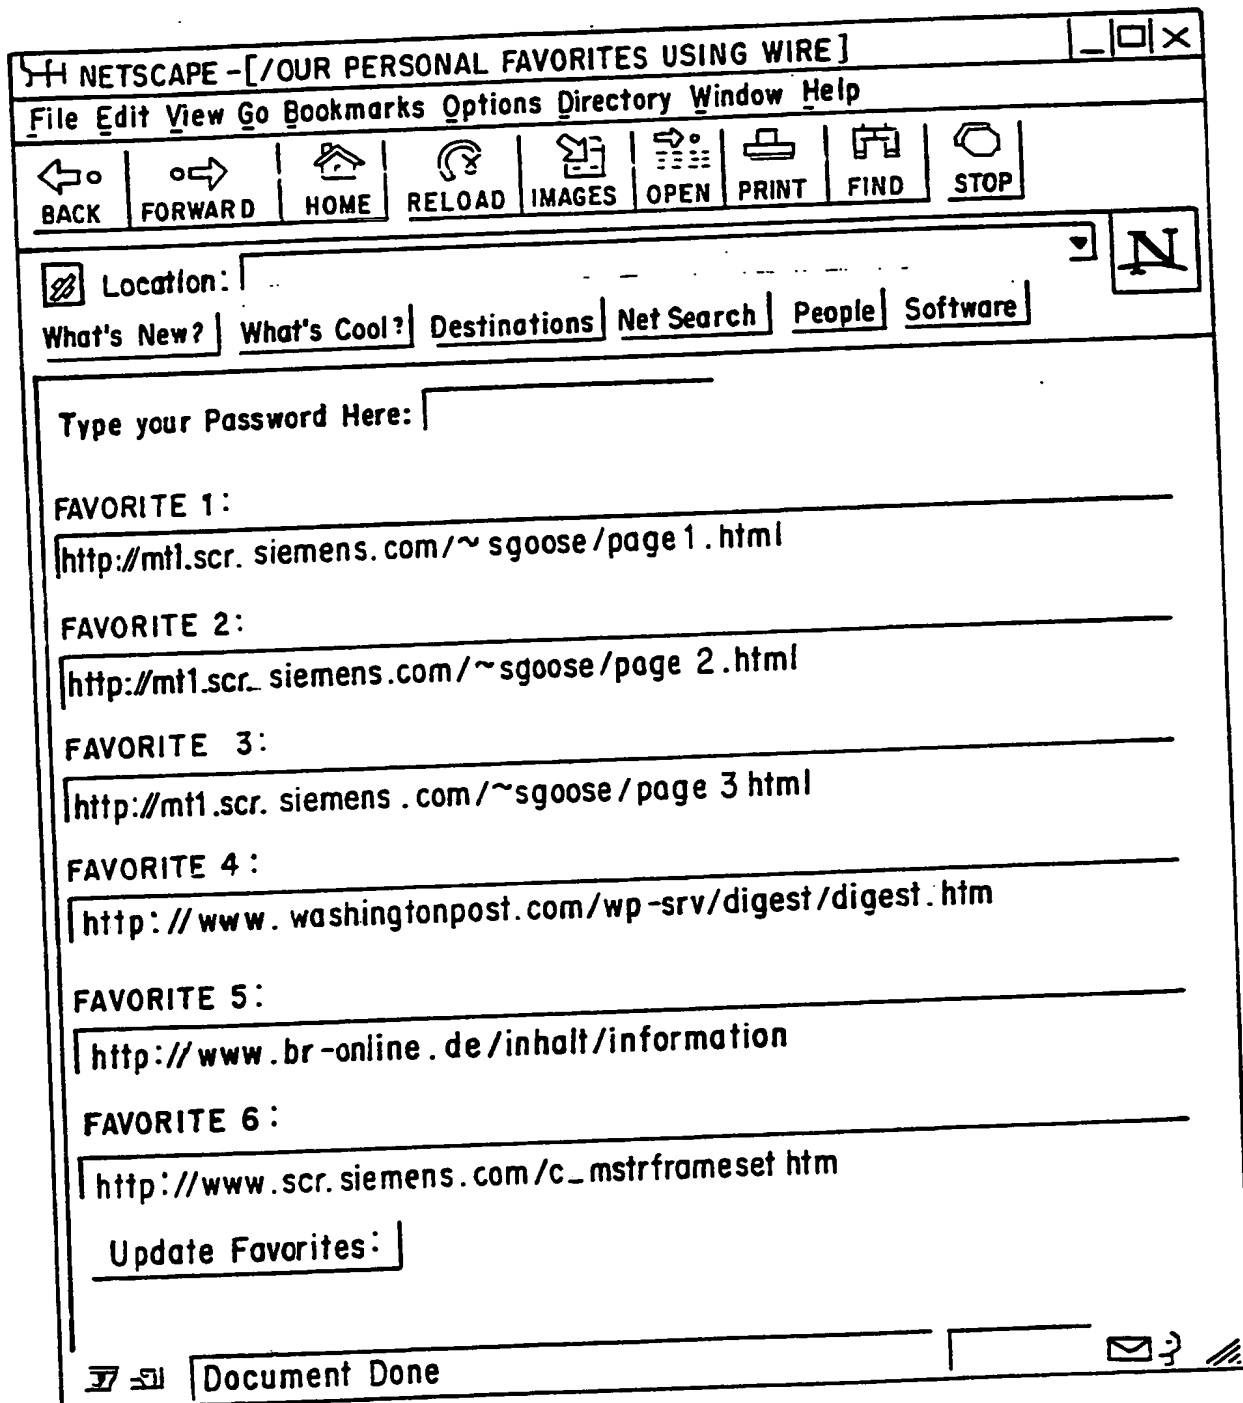 NETSCAPE -[/OUR PERSONAL FAVORITES USING WIRE]
File Edit View Go Bookmarks Options Directory Window Help
BACK FORWARD HOME RELOAD IMAGES OPEN PRINT FIND STOP
Location: N
What's New? What's Cool? Destinations Net Search People Software
Type your Password Here:
FAVORITE 1:
http://mt1.scr. siemens.com/~ sgoose/page1.html
FAVORITE 2:
http://mt1.scr_ siemens.com/~sgoose/page 2.html
FAVORITE 3:
http://mt1.scr. siemens.com/~sgoose/page 3 html
FAVORITE 4:
http://www.washingtonpost.com/wp-srv/digest/digest.htm
FAVORITE 5:
http://www.br-online.de/inhalt/information
FAVORITE 6:
http://www.scr.siemens.com/c_mstrframeset htm
Update Favorites:
Document Done